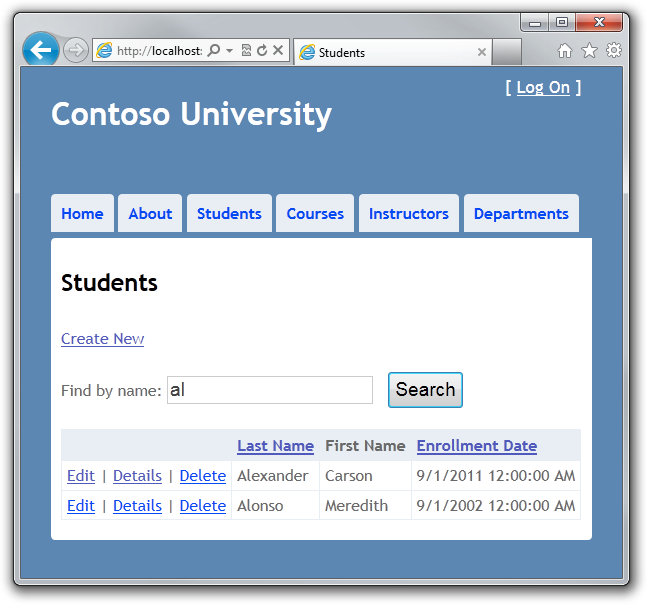 http://localhost:
Students
[ Log On ]
Contoso University
Home About Students Courses Instructors Departments
Students
Create New
Find by name: al Search
Last Name First Name Enrollment Date
Edit | Details | Delete Alexander Carson 9/1/2011 12:00:00 AM
Edit | Details | Delete Alonso Meredith 9/1/2002 12:00:00 AM